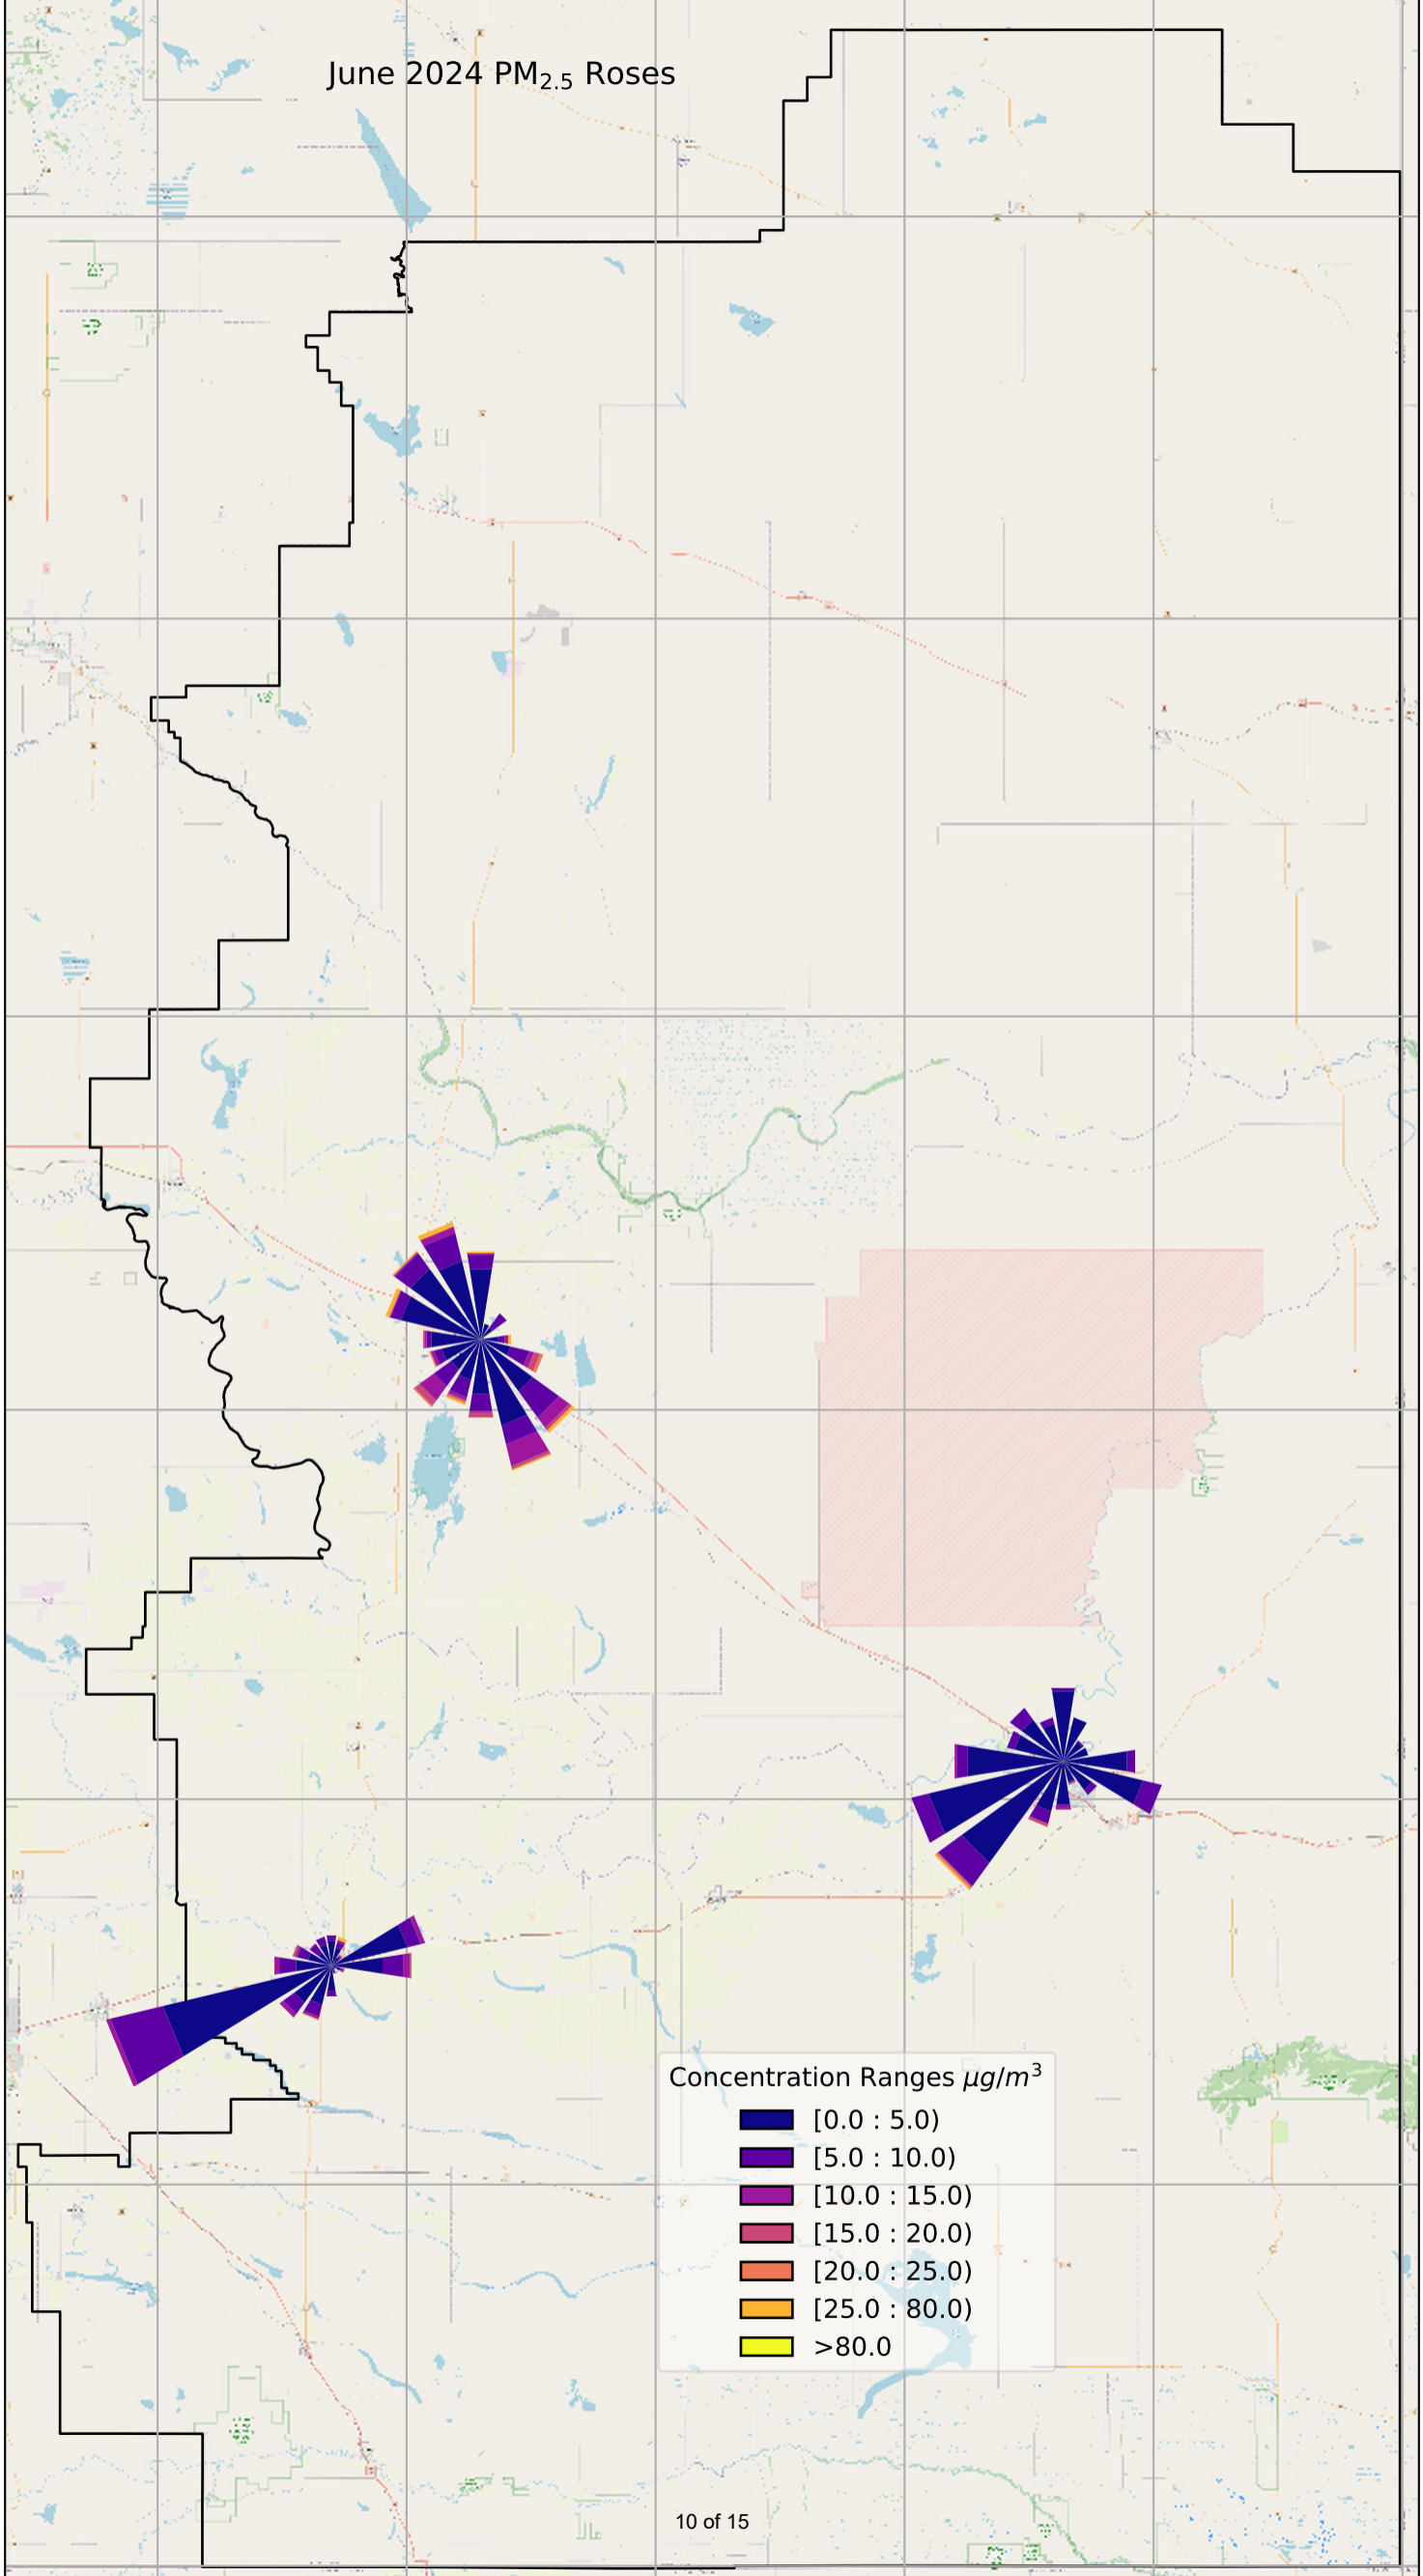 June 2024 PM₂.₅ Roses
Concentration Ranges μg/m³
[0.0 : 5.0)
[5.0 : 10.0)
[10.0 : 15.0)
[15.0 : 20.0)
[20.0 : 25.0)
[25.0 : 80.0)
>80.0
10 of 15